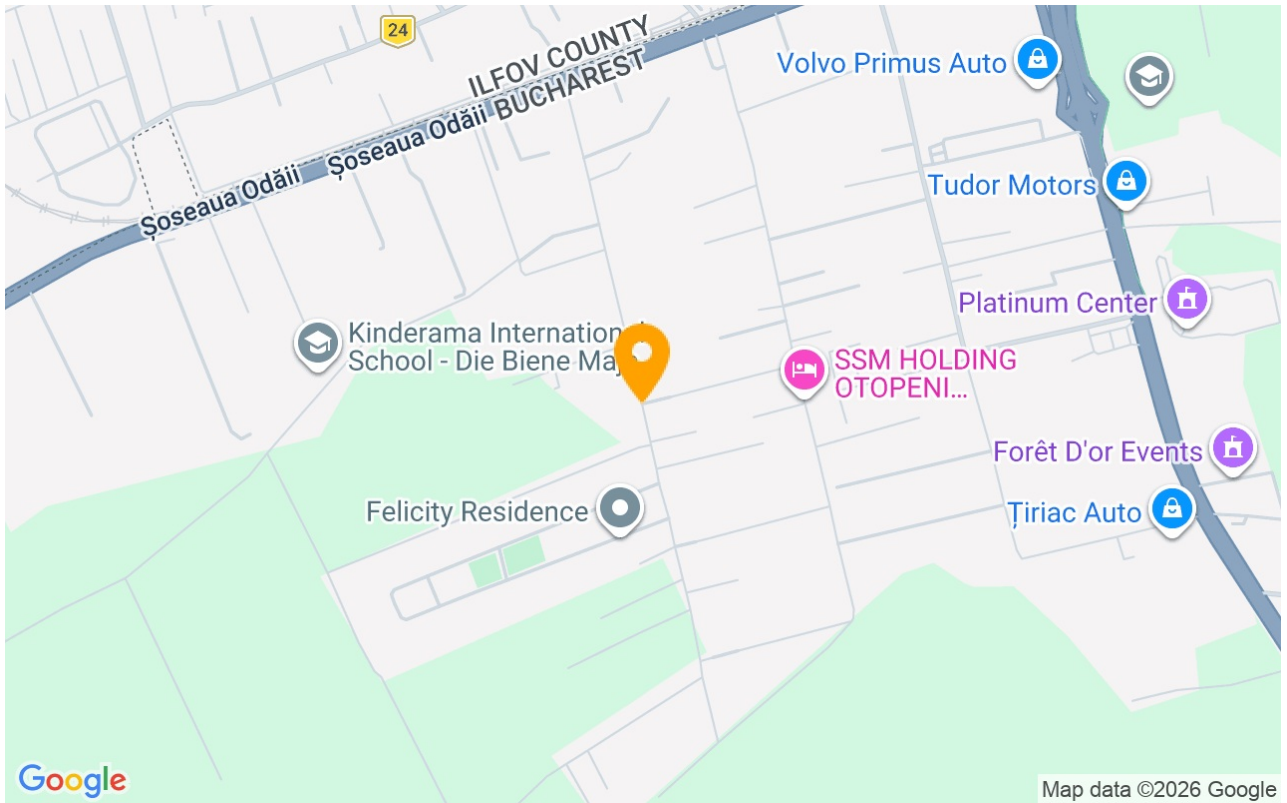 24
ILFOV COUNTY
BUCHAREST
Volvo Primus Auto
Șoseaua Odăii
Șoseaua Odăii
Tudor Motors
Platinum Center
Kinderama International
School - Die Biene Maj
SSM HOLDING
OTOPENI...
Forêt D'or Events
Felicity Residence
Țiriac Auto
Google
Map data ©2026 Google